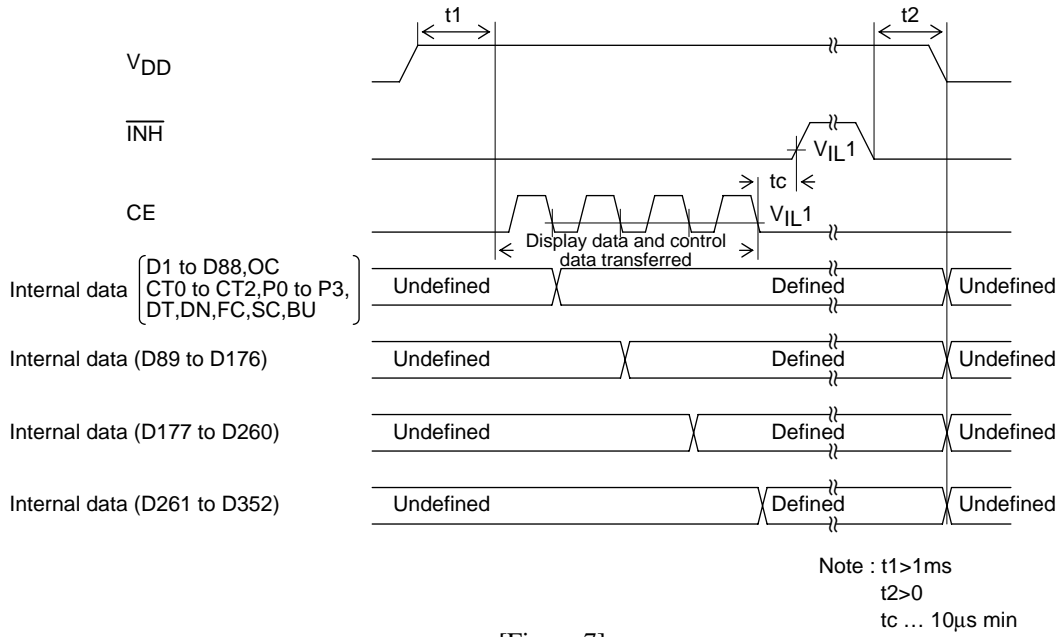 t1
t2
VDD
INH
VIL1
tc
CE
VIL1
Display data and control
data transferred
Internal data
D1 to D88,OC
CT0 to CT2,P0 to P3,
DT,DN,FC,SC,BU
Undefined
Defined
Undefined
Internal data (D89 to D176)
Undefined
Defined
Undefined
Internal data (D177 to D260)
Undefined
Defined
Undefined
Internal data (D261 to D352)
Undefined
Defined
Undefined
Note : t1>1ms
t2>0
tc … 10μs min